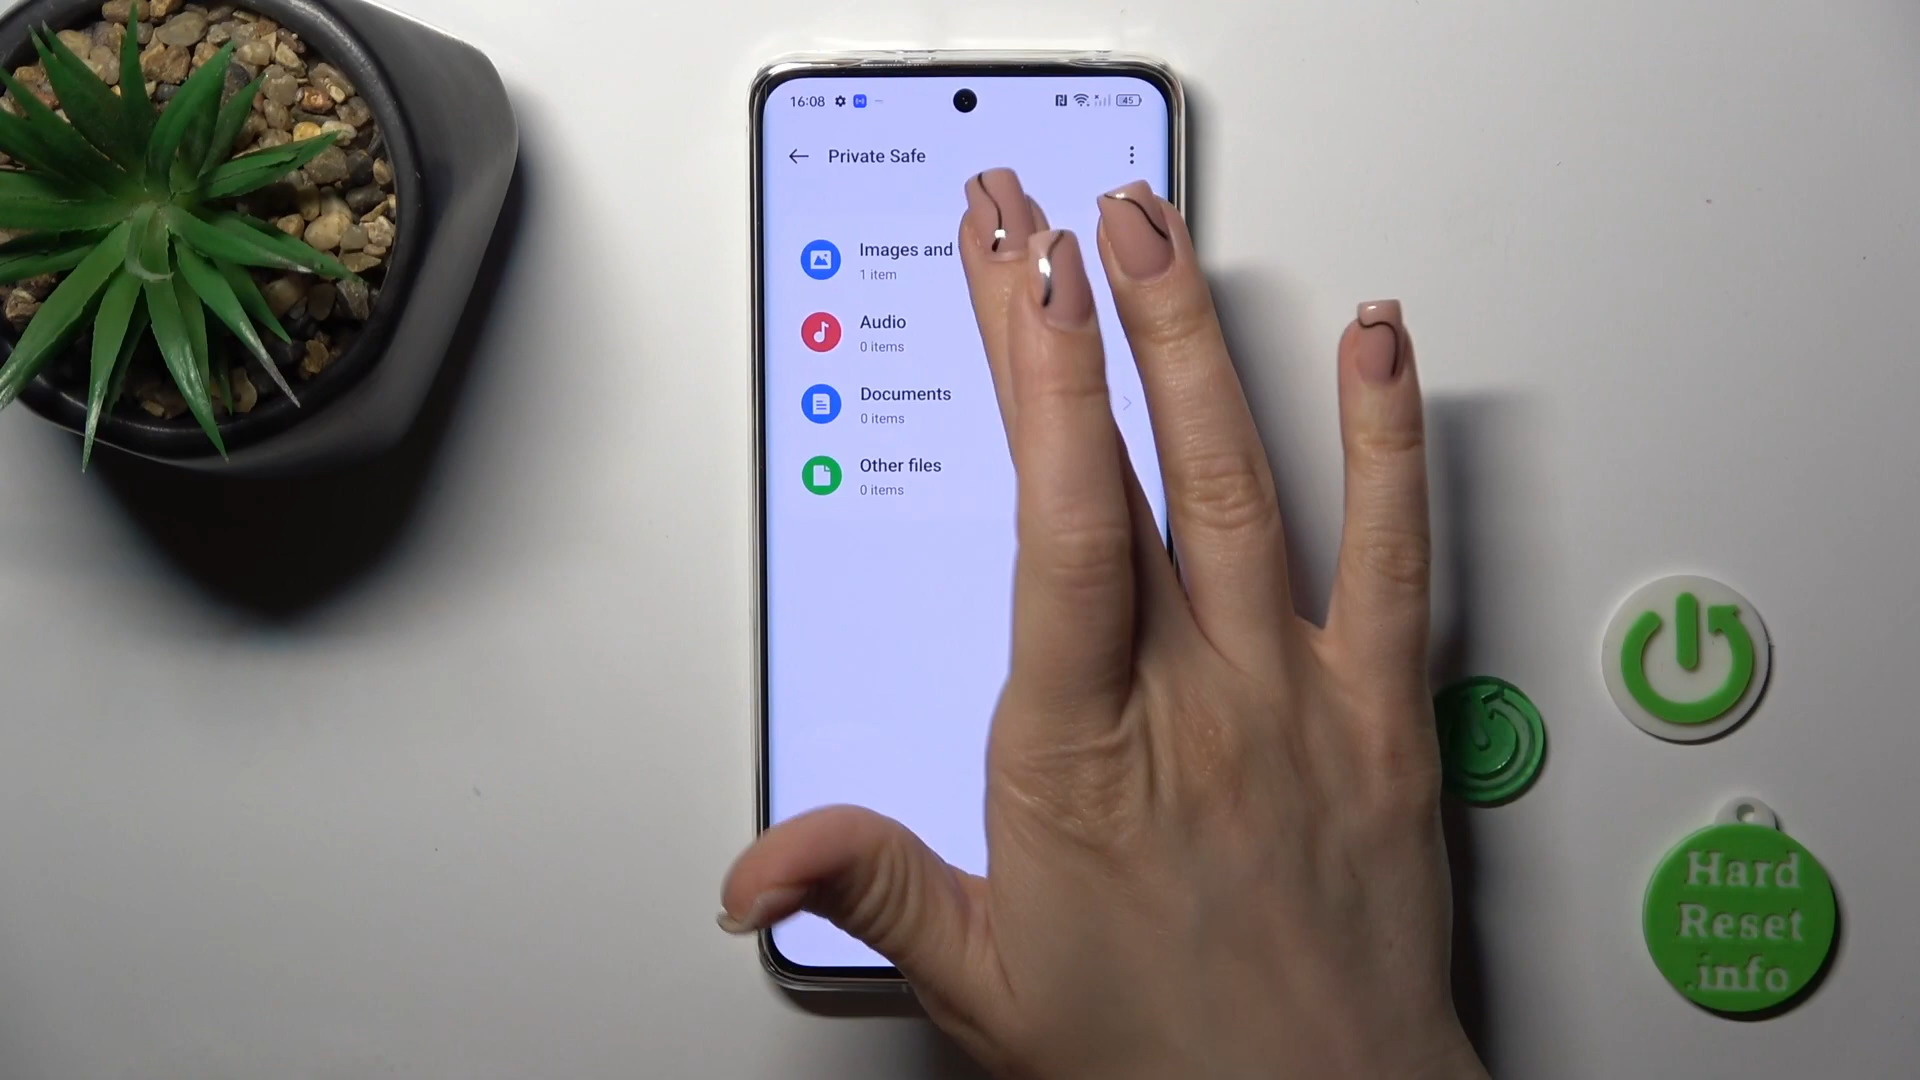 16:08
45
Private Safe
Images and
1 item
Audio
0 items
Documents
0 items
Other files
0 items
Hard
Reset
.info